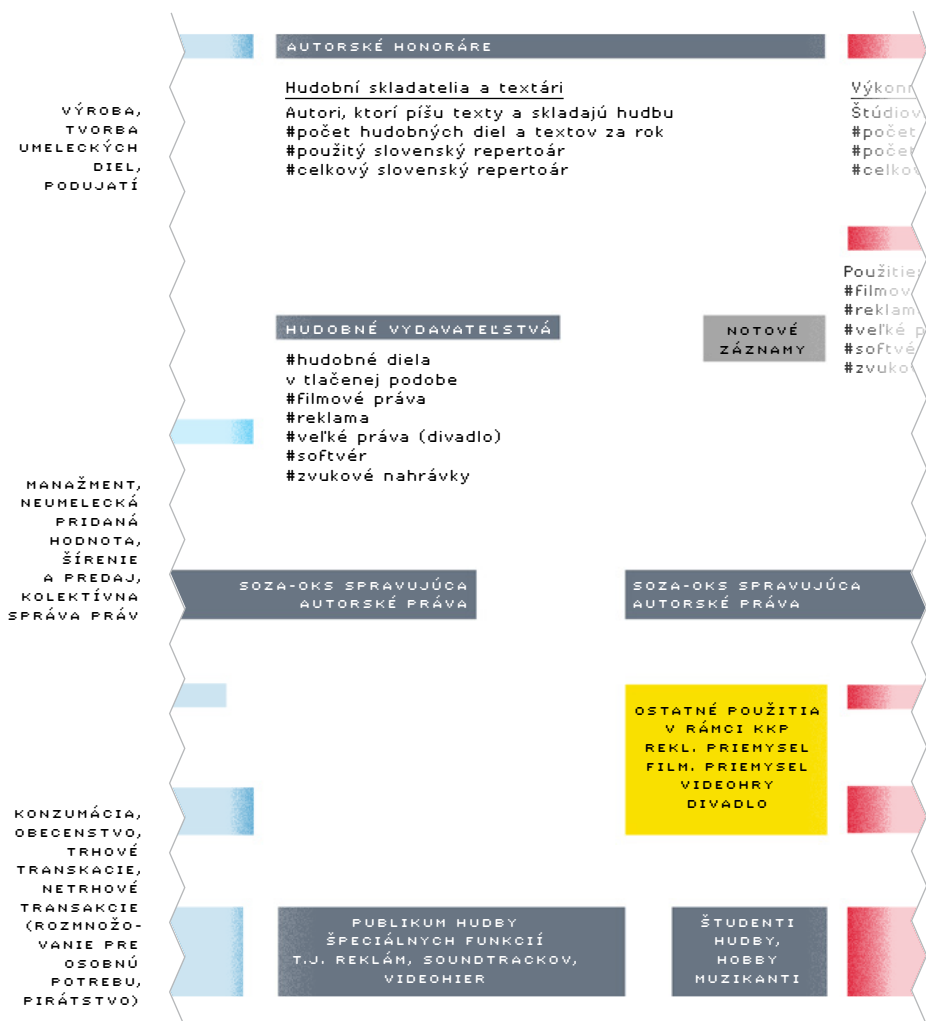 AUTORSKÉ HONORÁRE
Hudobní skladatelia a textári
Autori, ktorí píšu texty a skladajú hudbu
#počet hudobných diel a textov za rok
#použitý slovenský repertoár
#celkový slovenský repertoár
VÝROBA,
TVORBA
UMELECKÝCH
DIEL,
PODUJATÍ
#počet
#počet
Použitie:
HUDOBNÉ VYDAVATEĽSTVÁ
#hudobné diela
v tlačenej podobe
#filmové práva
#reklama
#veľké práva (divadlo)
#softvér
#zvukové nahrávky
NOTOVÉ
ZÁZNAMY
#veľké
MANAŽMENT,
NEUMELECKÁ
PRIDANÁ
HODNOTA,
ŠÍRENIE
A PREDAJ,
KOLEKTÍVNA
SPRÁVA PRÁV
SOZA-OKS SPRAVUJÚCA
AUTORSKÉ PRÁVA
SOZA-OKS SPRAVUJÚCA
AUTORSKÉ PRÁVA
OSTATNÉ POUŽITIA
V RÁMCI KKP
REKL. PRIEMYSEL
FILM. PRIEMYSEL
VIDEOHRY
DIVADLO
KONZUMÁCIA,
OBECENSTVO,
TRHOVÉ
TRANSKACIE,
NETRHOVÉ
TRANSAKCIE
(ROZMNOŽO-
VANIE PRE
OSOBNÚ
POTREBU,
PIRÁTSTVO)
PUBLIKUM HUDBY
ŠPECIÁLNYCH FUNKCIÍ
T.J. REKLÁM, SOUNDTRACKOV,
VIDEOHIER
ŠTUDENTI
HUDBY,
HOBBY
MUZIKANTI